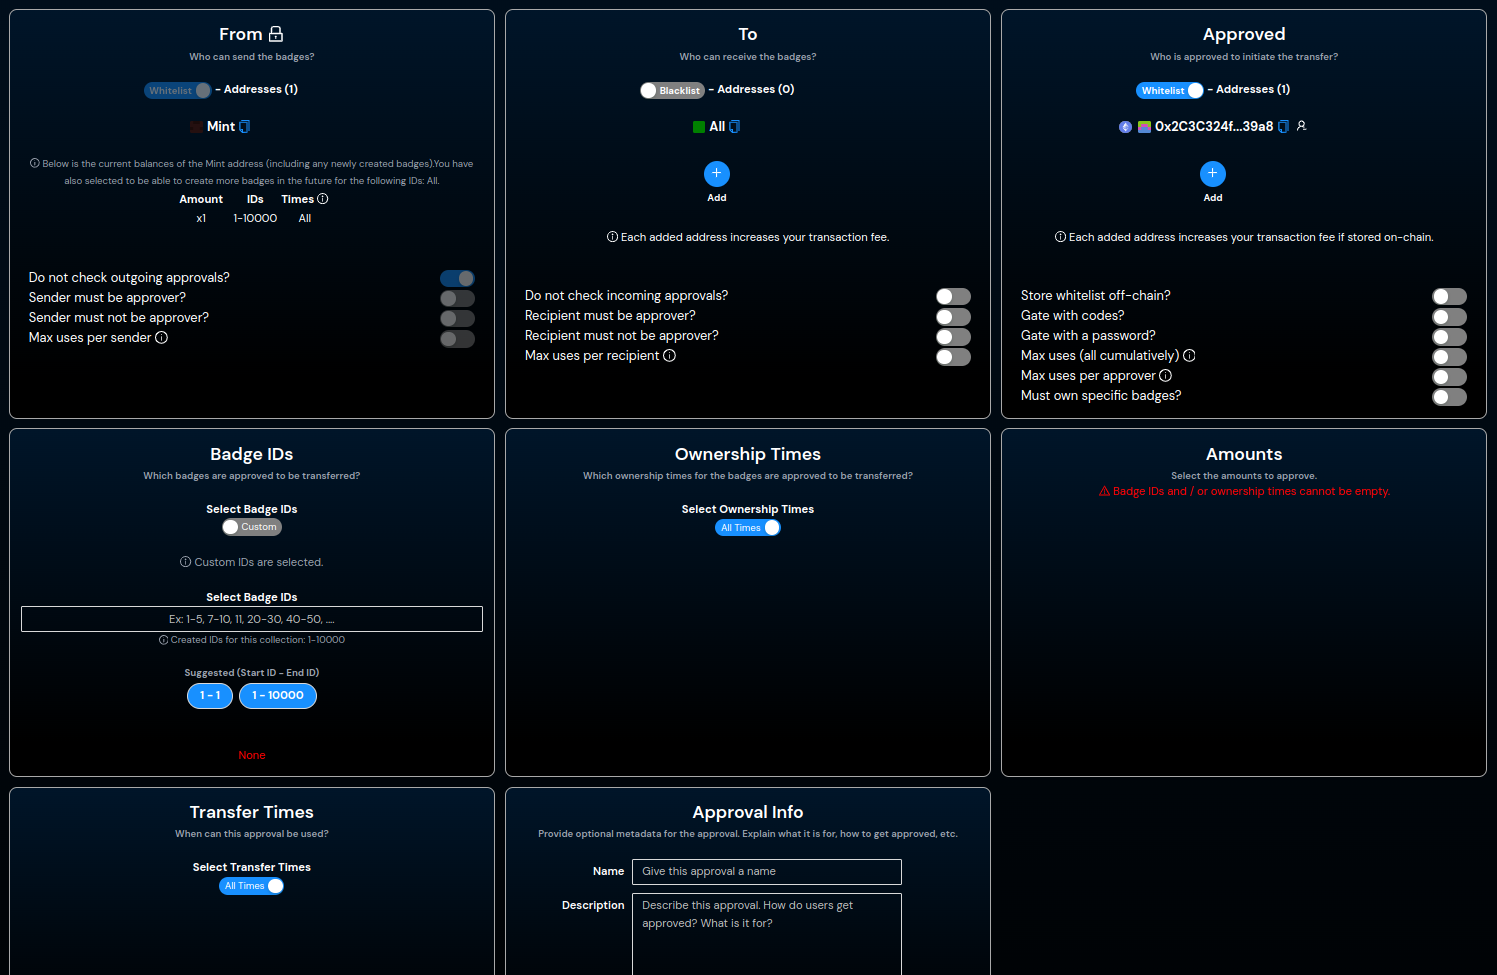 From
Who can send the badges?
Whitelist - Addresses (1)
Mint
Below is the current balances of the Mint address (including any newly created badges).You have
also selected to be able to create more badges in the future for the following IDs: All.
Amount IDs Times
x1 1-10000 All
Do not check outgoing approvals?
Sender must be approver?
Sender must not be approver?
Max uses per sender
To
Who can receive the badges?
Blacklist - Addresses (0)
All
Add
Each added address increases your transaction fee.
Do not check incoming approvals?
Recipient must be approver?
Recipient must not be approver?
Max uses per recipient
Approved
Who is approved to initiate the transfer?
Whitelist - Addresses (1)
0x2C3C324f...39a8
Add
Each added address increases your transaction fee if stored on-chain.
Store whitelist off-chain?
Gate with codes?
Gate with a password?
Max uses (all cumulatively)
Max uses per approver
Must own specific badges?
Badge IDs
Which badges are approved to be transferred?
Select Badge IDs
Custom
Custom IDs are selected.
Select Badge IDs
Ex: 1-5, 7-10, 11, 20-30, 40-50, ....
Created IDs for this collection: 1-10000
Suggested (Start ID - End ID)
1 - 1 1 - 10000
None
Ownership Times
Which ownership times for the badges are approved to be transferred?
Select Ownership Times
All Times
Amounts
Select the amounts to approve.
Badge IDs and / or ownership times cannot be empty.
Transfer Times
When can this approval be used?
Select Transfer Times
All Times
Approval Info
Provide optional metadata for the approval. Explain what it is for, how to get approved, etc.
Name Give this approval a name
Description Describe this approval. How do users get
approved? What is it for?